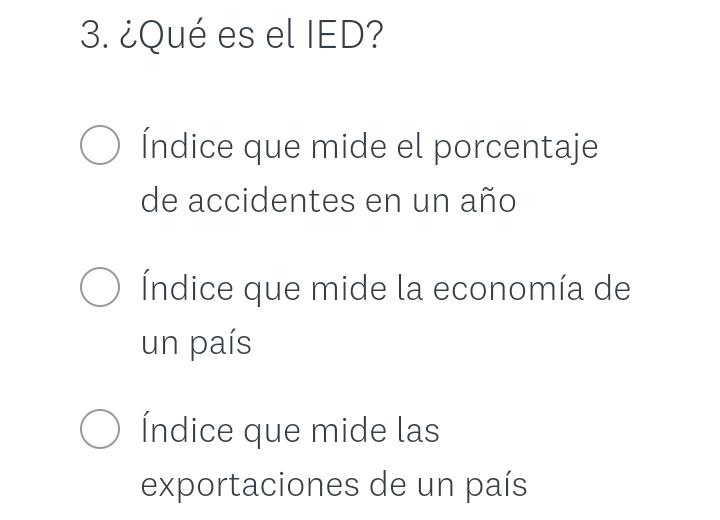 3. ¿Qué es el IED?
Índice que mide el porcentaje
de accidentes en un año
Índice que mide la economía de
un país
Índice que mide las
exportaciones de un país